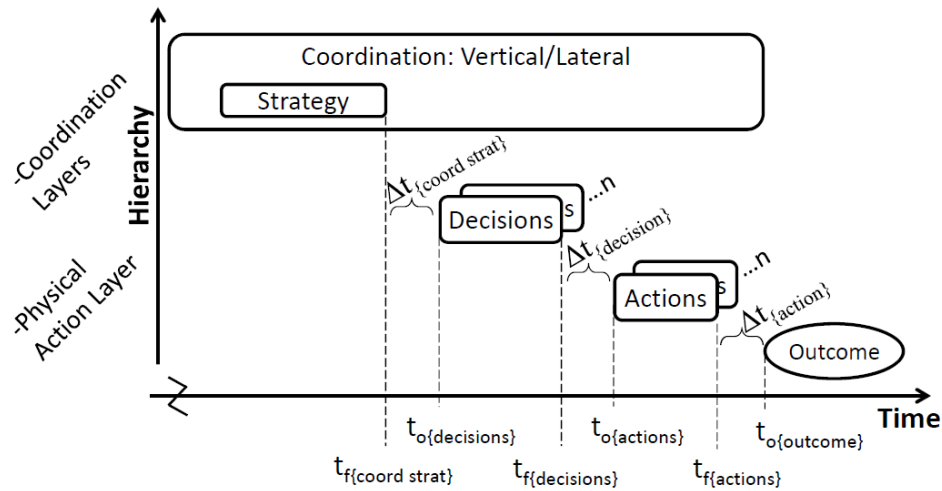 Coordination: Vertical/Lateral
Strategy
-Coordination
Layers
Hierarchy
Δt{coord strat}
Decisions
s
...n
Δt{decision}
-Physical
Action Layer
Actions
s
...n
Δt{action}
Outcome
Time
to{decisions}
to{actions}
to{outcome}
tf{coord strat}
tf{decisions}
tf{actions}